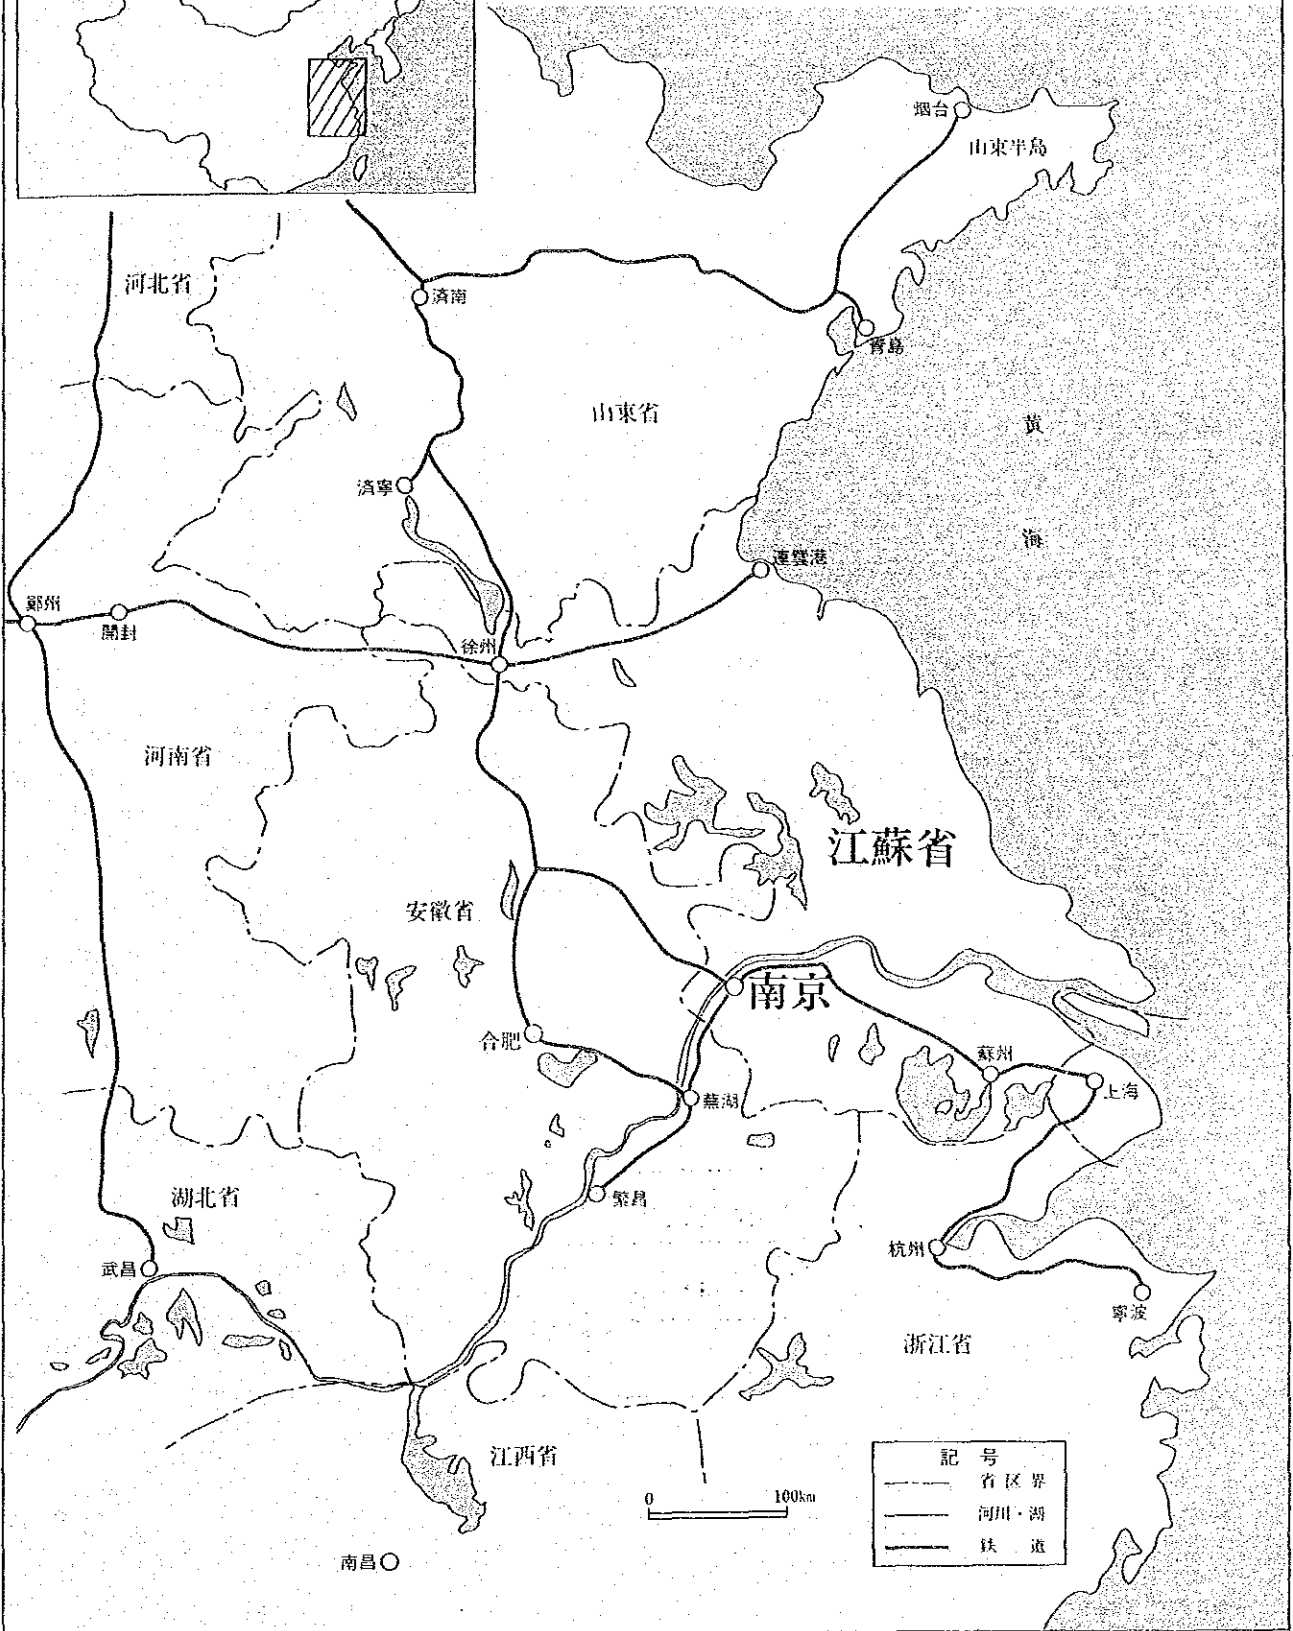 烟台
山東半島
河北省
済南
青島
山東省
黄
海
済寧
連雲港
鄭州
開封
徐州
河南省
江蘇省
安徽省
南京
合肥
蘇州
上海
蕪湖
湖北省
繁昌
武昌
杭州
寧波
浙江省
江西省
記号
省区界
河川・湖
鉄道
0 100km
南昌